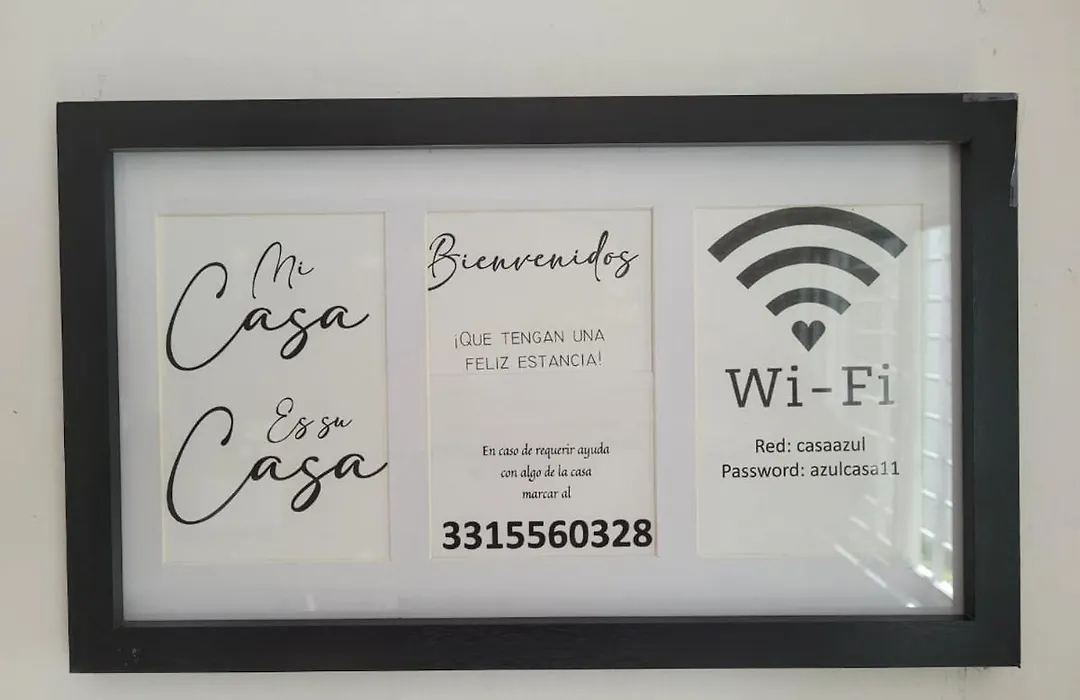 Mi
Casa
Es su
Casa
Bienvenidos
¡QUE TENGAN UNA
FELIZ ESTANCIA!
En caso de requerir ayuda
con algo de la casa
marcar al
3315560328
Wi-Fi
Red: casaazul
Password: azulcasa11